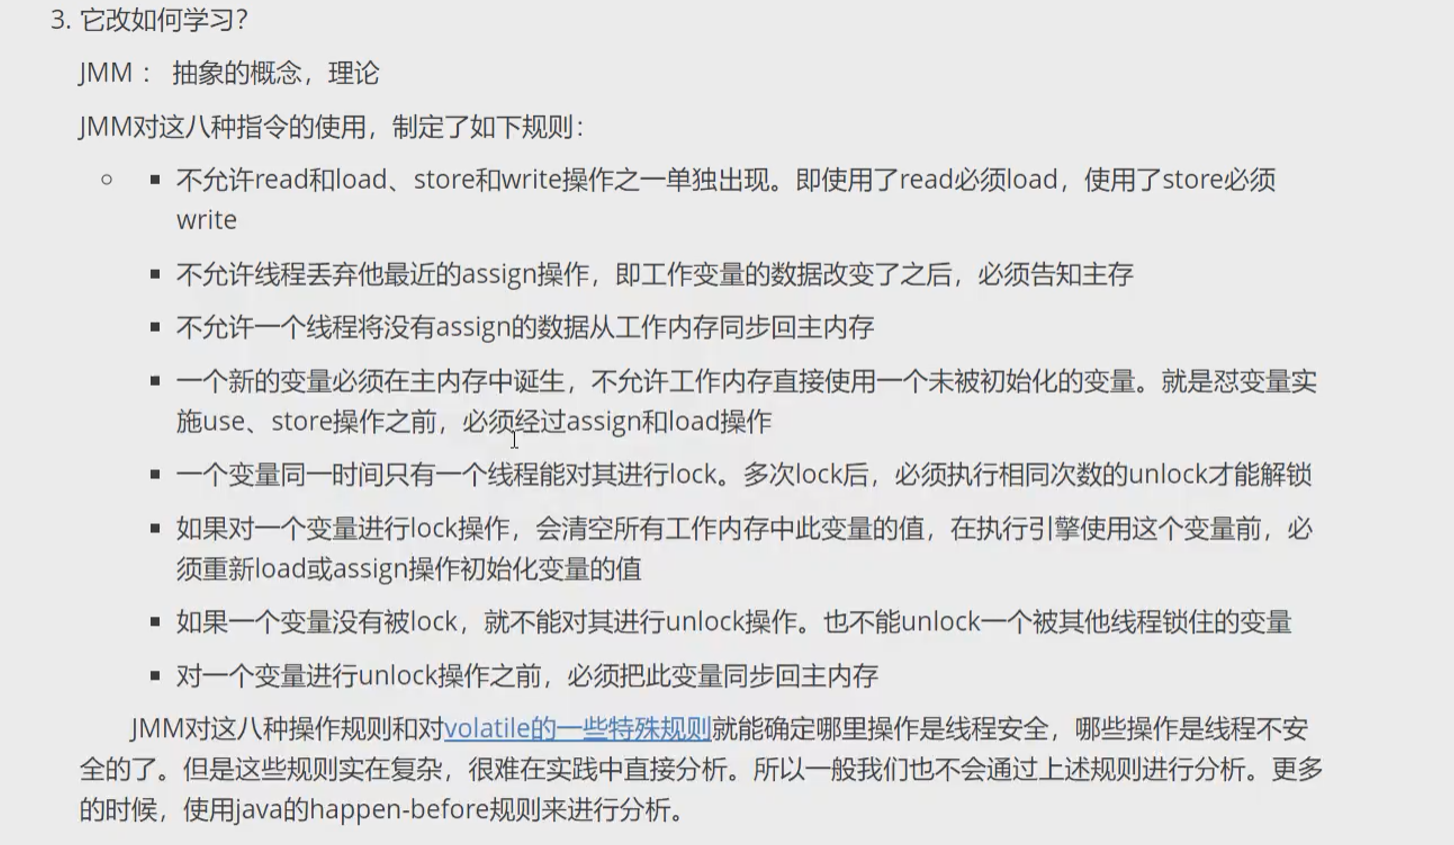 3. 它改如何学习?
JMM： 抽象的概念，理论
JMM对这八种指令的使用，制定了如下规则：
不允许read和load、store和write操作之一单独出现。即使用了read必须load，使用了store必须
write
不允许线程丢弃他最近的assign操作，即工作变量的数据改变了之后，必须告知主存
不允许一个线程将没有assign的数据从工作内存同步回主内存
一个新的变量必须在主内存中诞生，不允许工作内存直接使用一个未被初始化的变量。就是怼变量实
施use、store操作之前，必须经过assign和load操作
一个变量同一时间只有一个线程能对其进行lock。多次lock后，必须执行相同次数的unlock才能解锁
如果对一个变量进行lock操作，会清空所有工作内存中此变量的值，在执行引擎使用这个变量前，必
须重新load或assign操作初始化变量的值
如果一个变量没有被lock，就不能对其进行unlock操作。也不能unlock一个被其他线程锁住的变量
对一个变量进行unlock操作之前，必须把此变量同步回主内存
JMM对这八种操作规则和对volatile的一些特殊规则就能确定哪里操作是线程安全，哪些操作是线程不安
全的了。但是这些规则实在复杂，很难在实践中直接分析。所以一般我们也不会通过上述规则进行分析。更多
的时候，使用java的happen-before规则来进行分析。